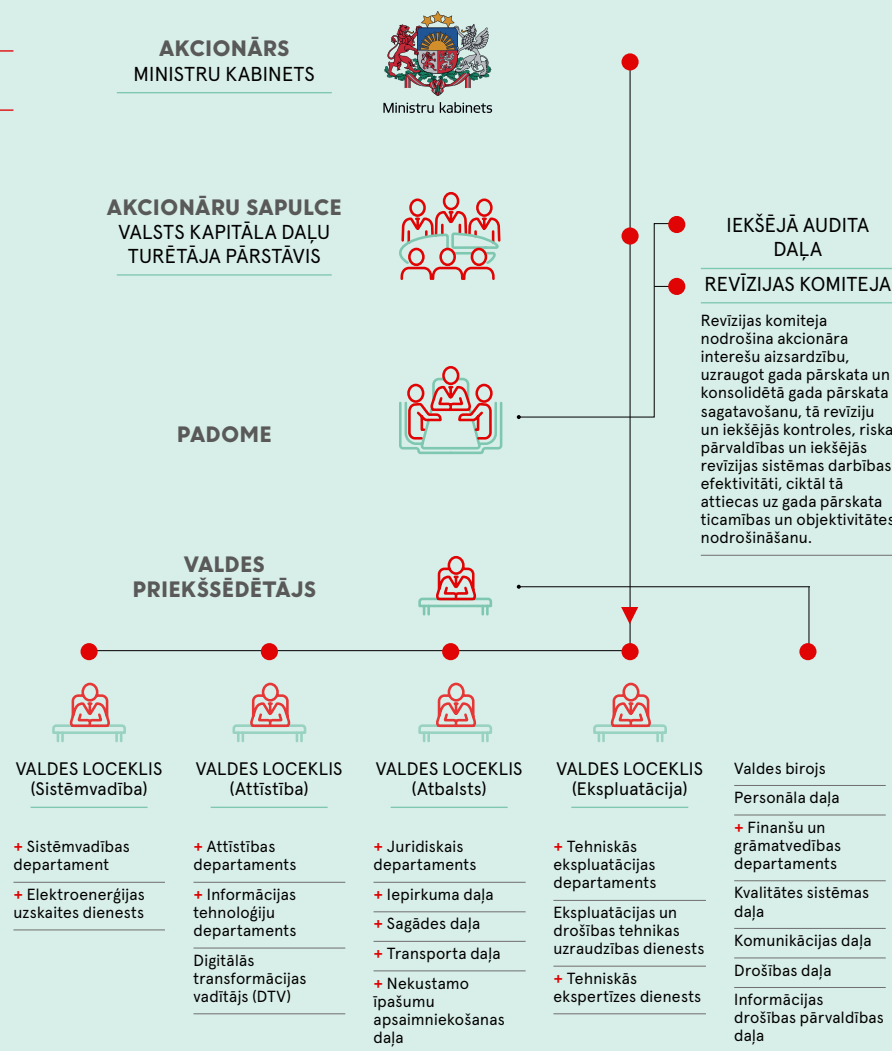 AKCIONĀRS
MINISTRU KABINETS
Ministru kabinets
AKCIONĀRU SAPULCE
VALSTS KAPITĀLA DAĻU
TURĒTĀJA PĀRSTĀVIS
IEKŠĒJĀ AUDITA
DAĻA
REVĪZIJAS KOMITEJA
Revīzijas komiteja
nodrošina akcionāra
interešu aizsardzību,
uzraugot gada pārskata un
konsolidētā gada pārskata
sagatavošanu, tā revīziju
un iekšējās kontroles, riska
pārvaldības un iekšējās
revīzijas sistēmas darbības
efektivitāti, ciktāl tā
attiecas uz gada pārskata
ticamības un objektivitātes
nodrošināšanu.
PADOME
VALDES
PRIEKŠSĒDĒTĀJS
VALDES LOCEKLIS
(Sistēmvadība)
+ Sistēmvadības
departament
+ Elektroenerģijas
uzskaites dienests
VALDES LOCEKLIS
(Attīstība)
+ Attīstības
departaments
+ Informācijas
tehnoloģiju
departaments
Digitālās
transformācijas
vadītājs (DTV)
VALDES LOCEKLIS
(Atbalsts)
+ Juridiskais
departaments
+ Iepirkuma daļa
+ Sagādes daļa
+ Transporta daļa
+ Nekustamo
īpašumu
apsaimniekošanas
daļa
VALDES LOCEKLIS
(Ekspluatācija)
+ Tehniskās
ekspluatācijas
departaments
Ekspluatācijas un
drošības tehnikas
uzraudzības dienests
+ Tehniskās
ekspertīzes dienests
Valdes birojs
Personāla daļa
+ Finanšu un
grāmatvedības
departaments
Kvalitātes sistēmas
daļa
Komunikācijas daļa
Drošības daļa
Informācijas
drošības pārvaldības
daļa